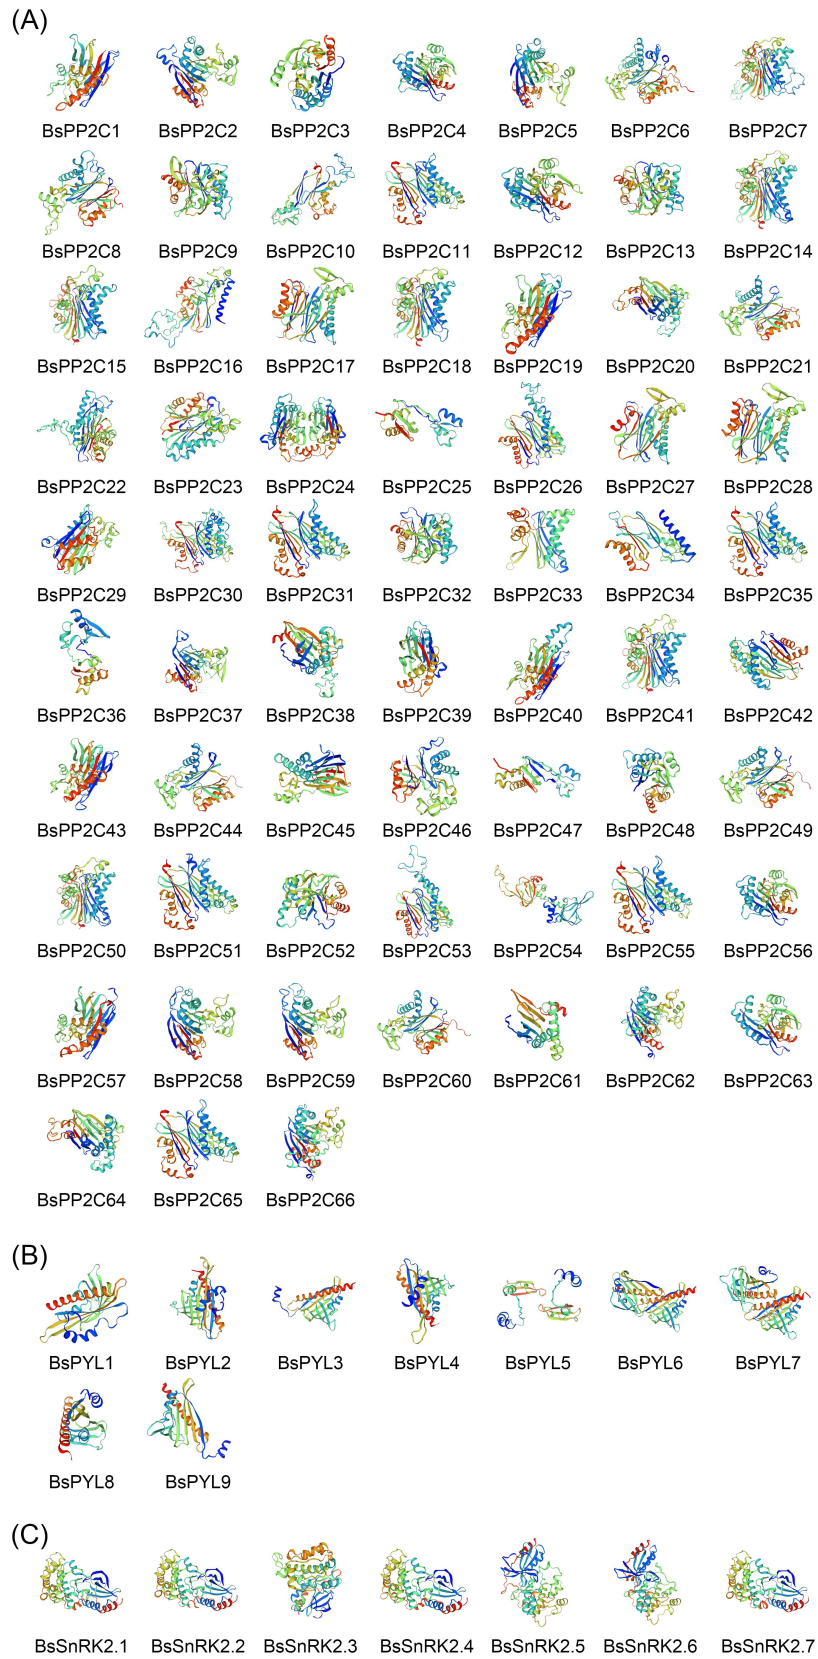 (A)
BsPP2C1 BsPP2C2 BsPP2C3 BsPP2C4 BsPP2C5 BsPP2C6 BsPP2C7
BsPP2C8 BsPP2C9 BsPP2C10 BsPP2C11 BsPP2C12 BsPP2C13 BsPP2C14
BsPP2C15 BsPP2C16 BsPP2C17 BsPP2C18 BsPP2C19 BsPP2C20 BsPP2C21
BsPP2C22 BsPP2C23 BsPP2C24 BsPP2C25 BsPP2C26 BsPP2C27 BsPP2C28
BsPP2C29 BsPP2C30 BsPP2C31 BsPP2C32 BsPP2C33 BsPP2C34 BsPP2C35
BsPP2C36 BsPP2C37 BsPP2C38 BsPP2C39 BsPP2C40 BsPP2C41 BsPP2C42
BsPP2C43 BsPP2C44 BsPP2C45 BsPP2C46 BsPP2C47 BsPP2C48 BsPP2C49
BsPP2C50 BsPP2C51 BsPP2C52 BsPP2C53 BsPP2C54 BsPP2C55 BsPP2C56
BsPP2C57 BsPP2C58 BsPP2C59 BsPP2C60 BsPP2C61 BsPP2C62 BsPP2C63
BsPP2C64 BsPP2C65 BsPP2C66
(B)
BsPYL1 BsPYL2 BsPYL3 BsPYL4 BsPYL5 BsPYL6 BsPYL7
BsPYL8 BsPYL9
(C)
BsSnRK2.1 BsSnRK2.2 BsSnRK2.3 BsSnRK2.4 BsSnRK2.5 BsSnRK2.6 BsSnRK2.7